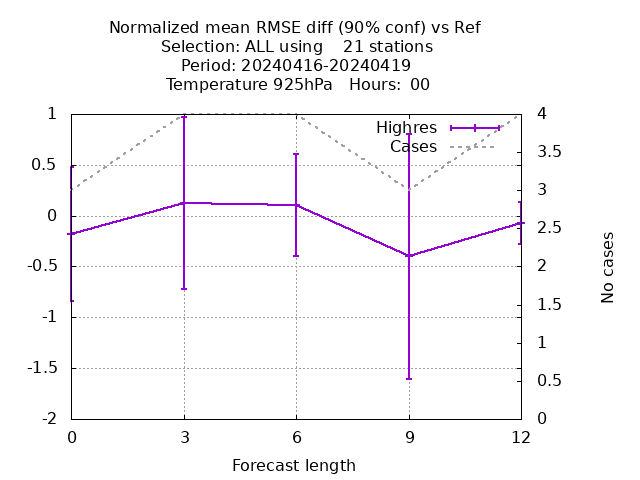 Normalized mean RMSE diff (90% conf) vs Ref
Selection: ALL using    21 stations
Period: 20240416-20240419
Temperature 925hPa   Hours:  00
Highres
Cases
1
0.5
0
-0.5
-1
-1.5
-2
4
3.5
3
2.5
2
1.5
1
0.5
0
No cases
0 3 6 9 12
Forecast length